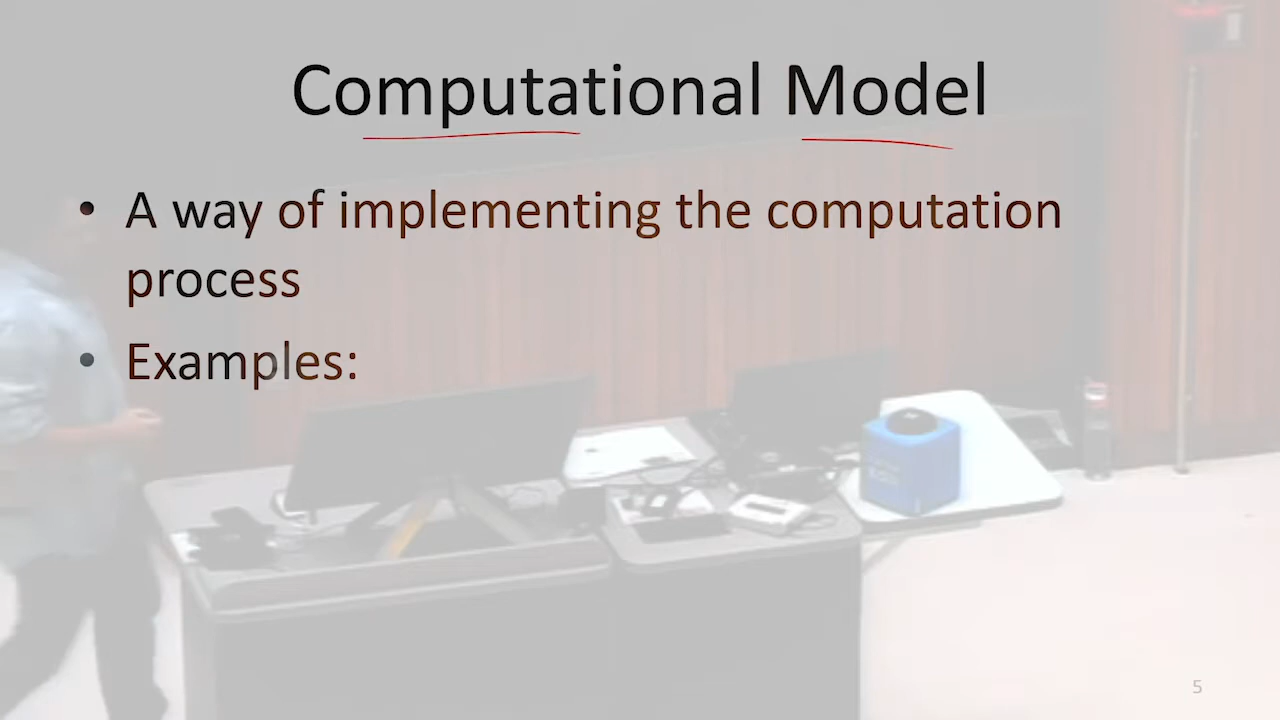 Computational Model
• A way of implementing the computation
process
• Examples:
5